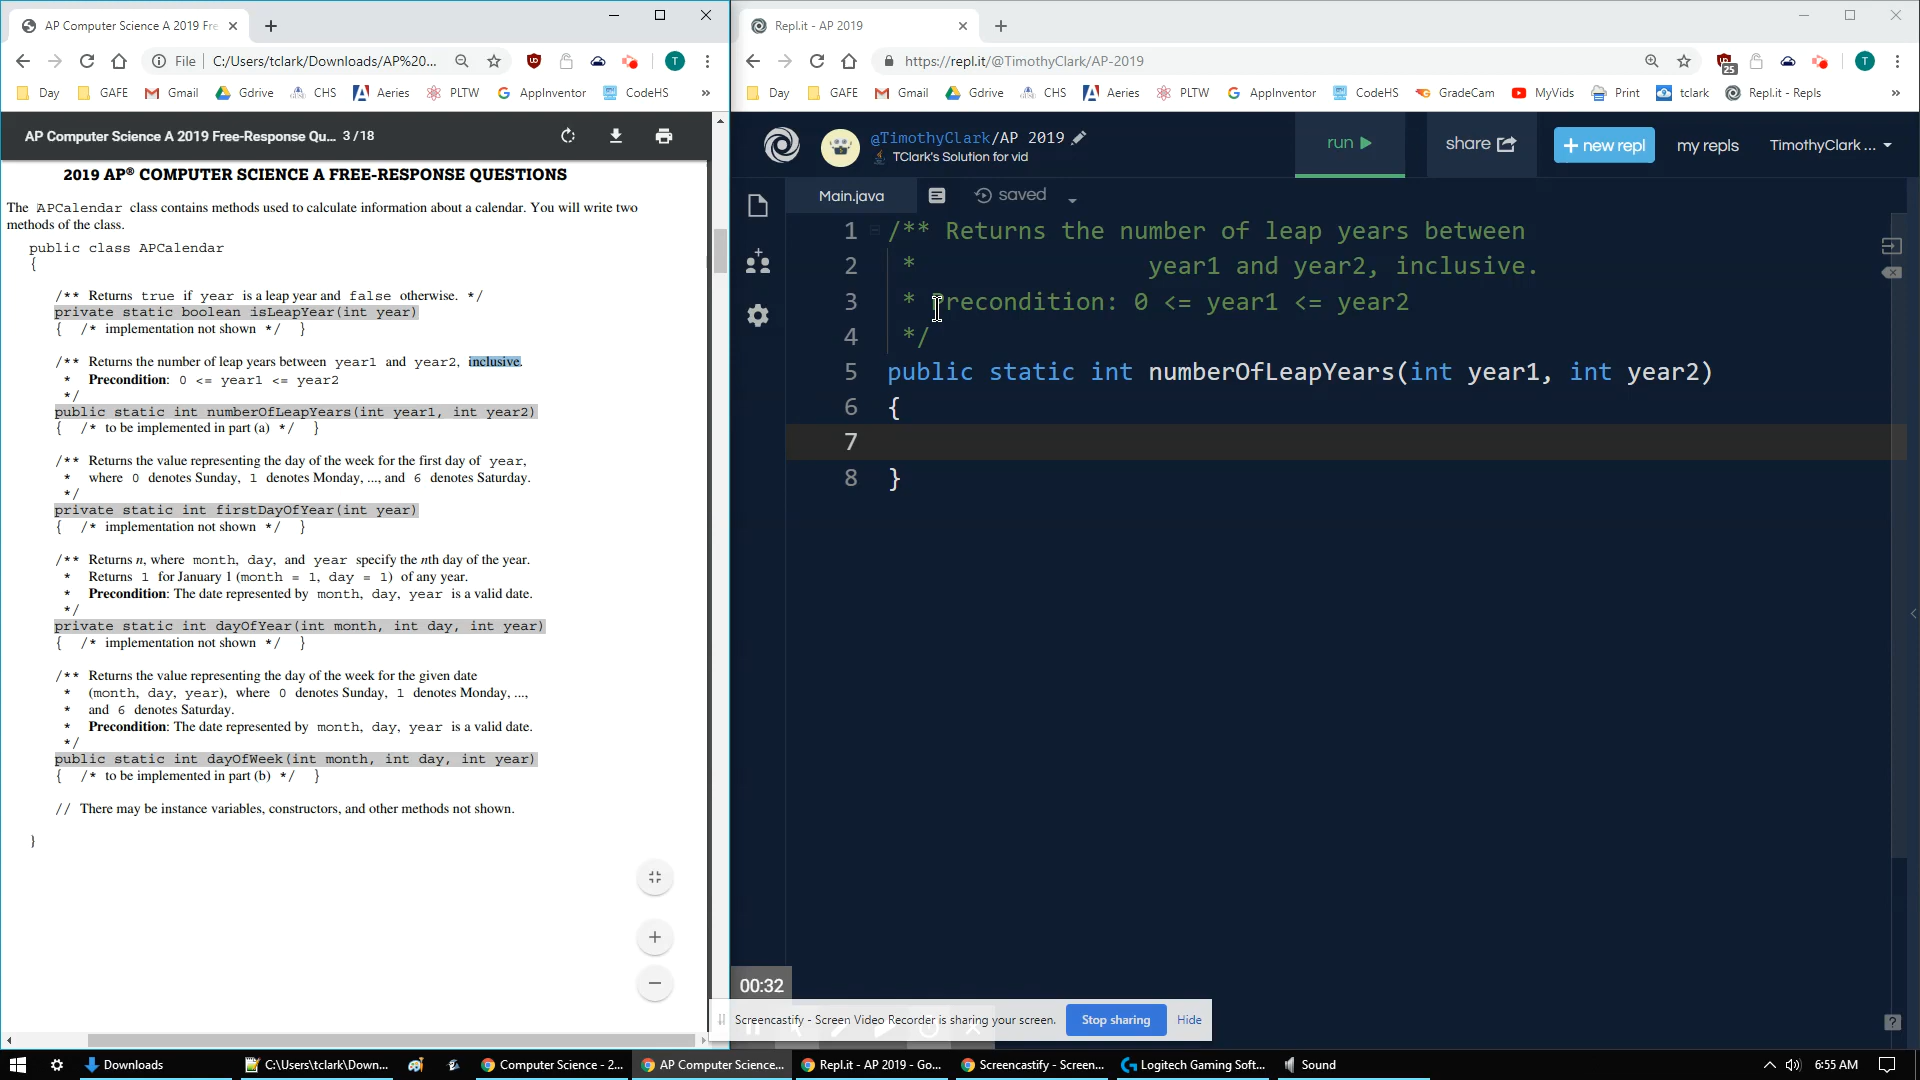 AP Computer Science A 2019 Fre
File
C:/Users/tclark/Downloads/AP%20...
T
Day
GAFE
Gmail
Gdrive
CHS
Aeries
PLTW
AppInventor
CodeHS
»
AP Computer Science A 2019 Free-Response Qu... 3 / 18
2019 AP® COMPUTER SCIENCE A FREE-RESPONSE QUESTIONS
The APCalendar class contains methods used to calculate information about a calendar. You will write two
methods of the class.
public class APCalendar
{
/** Returns true if year is a leap year and false otherwise. */
private static boolean isLeapYear(int year)
{ /* implementation not shown */ }
/** Returns the number of leap years between year1 and year2, inclusive.
* Precondition: 0 <= year1 <= year2
*/
public static int numberOfLeapYears(int year1, int year2)
{ /* to be implemented in part (a) */ }
/** Returns the value representing the day of the week for the first day of year,
* where 0 denotes Sunday, 1 denotes Monday, ..., and 6 denotes Saturday.
*/
private static int firstDayOfYear(int year)
{ /* implementation not shown */ }
/** Returns n, where month, day, and year specify the nth day of the year.
* Returns 1 for January 1 (month = 1, day = 1) of any year.
* Precondition: The date represented by month, day, year is a valid date.
*/
private static int dayOfYear(int month, int day, int year)
{ /* implementation not shown */ }
/** Returns the value representing the day of the week for the given date
* (month, day, year), where 0 denotes Sunday, 1 denotes Monday, ...,
* and 6 denotes Saturday.
* Precondition: The date represented by month, day, year is a valid date.
*/
public static int dayOfWeek(int month, int day, int year)
{ /* to be implemented in part (b) */ }
// There may be instance variables, constructors, and other methods not shown.
}
Repl.it - AP 2019
https://repl.it/@TimothyClark/AP-2019
25
T
Day
GAFE
Gmail
Gdrive
CHS
Aeries
PLTW
AppInventor
CodeHS
GradeCam
MyVids
Print
tclark
Repl.it - Repls
»
@TimothyClark/AP 2019
TClark's Solution for vid
run
share
+ new repl
my repls
TimothyClark ...
Main.java
saved
1 /** Returns the number of leap years between
2 * year1 and year2, inclusive.
3 * Precondition: 0 <= year1 <= year2
4 */
5 public static int numberOfLeapYears(int year1, int year2)
6 {
7
8 }
?
00:32
Screencastify - Screen Video Recorder is sharing your screen.
Stop sharing
Hide
Downloads
C:\Users\tclark\Down...
Computer Science - 2...
AP Computer Science...
Repl.it - AP 2019 - Go...
Screencastify - Screen...
Logitech Gaming Soft...
Sound
6:55 AM